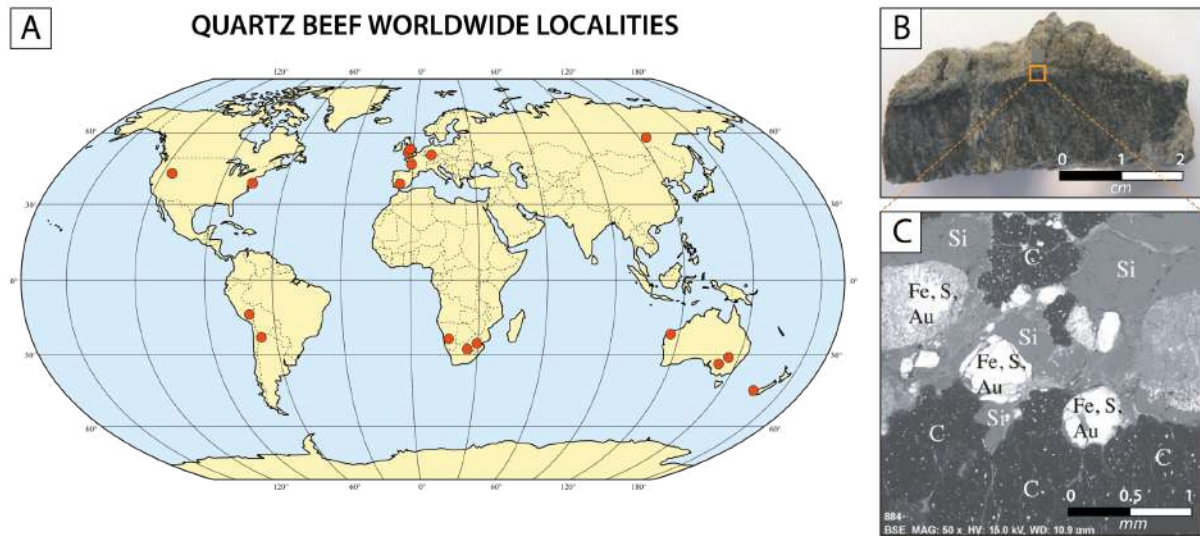 A
QUARTZ BEEF WORLDWIDE LOCALITIES
120° 60° 0° 60° 120°
60°
30°
0°
30°
60°
60°
30°
0°
30°
60°
120° 60° 0° 60° 120°
B
0 1 2
cm
C
Si
C
Si
Fe, S,
Au
Si
Fe, S,
Au
Si
Fe, S,
Au
C
C
C
0 0.5 1
mm
884-
BSE MAG: 50 x HV: 15.0 kV, WD: 10.9 mm